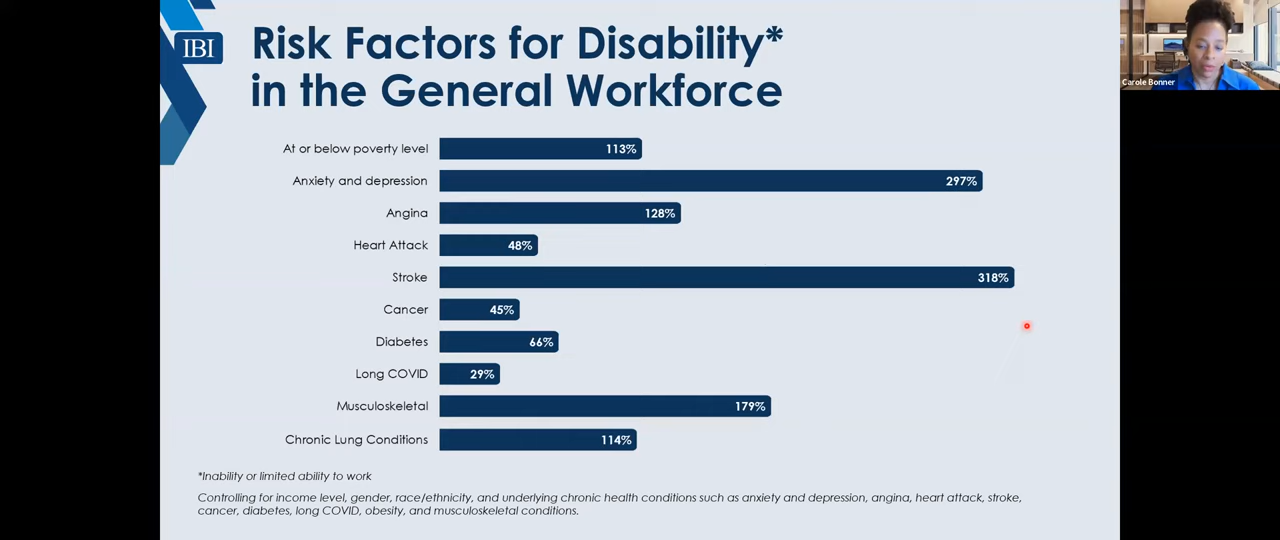 IBI
Risk Factors for Disability*
in the General Workforce
Carole Bonner
At or below poverty level 113%
Anxiety and depression 297%
Angina 128%
Heart Attack 48%
Stroke 318%
Cancer 45%
Diabetes 66%
Long COVID 29%
Musculoskeletal 179%
Chronic Lung Conditions 114%
*Inability or limited ability to work
Controlling for income level, gender, race/ethnicity, and underlying chronic health conditions such as anxiety and depression, angina, heart attack, stroke,
cancer, diabetes, long COVID, obesity, and musculoskeletal conditions.